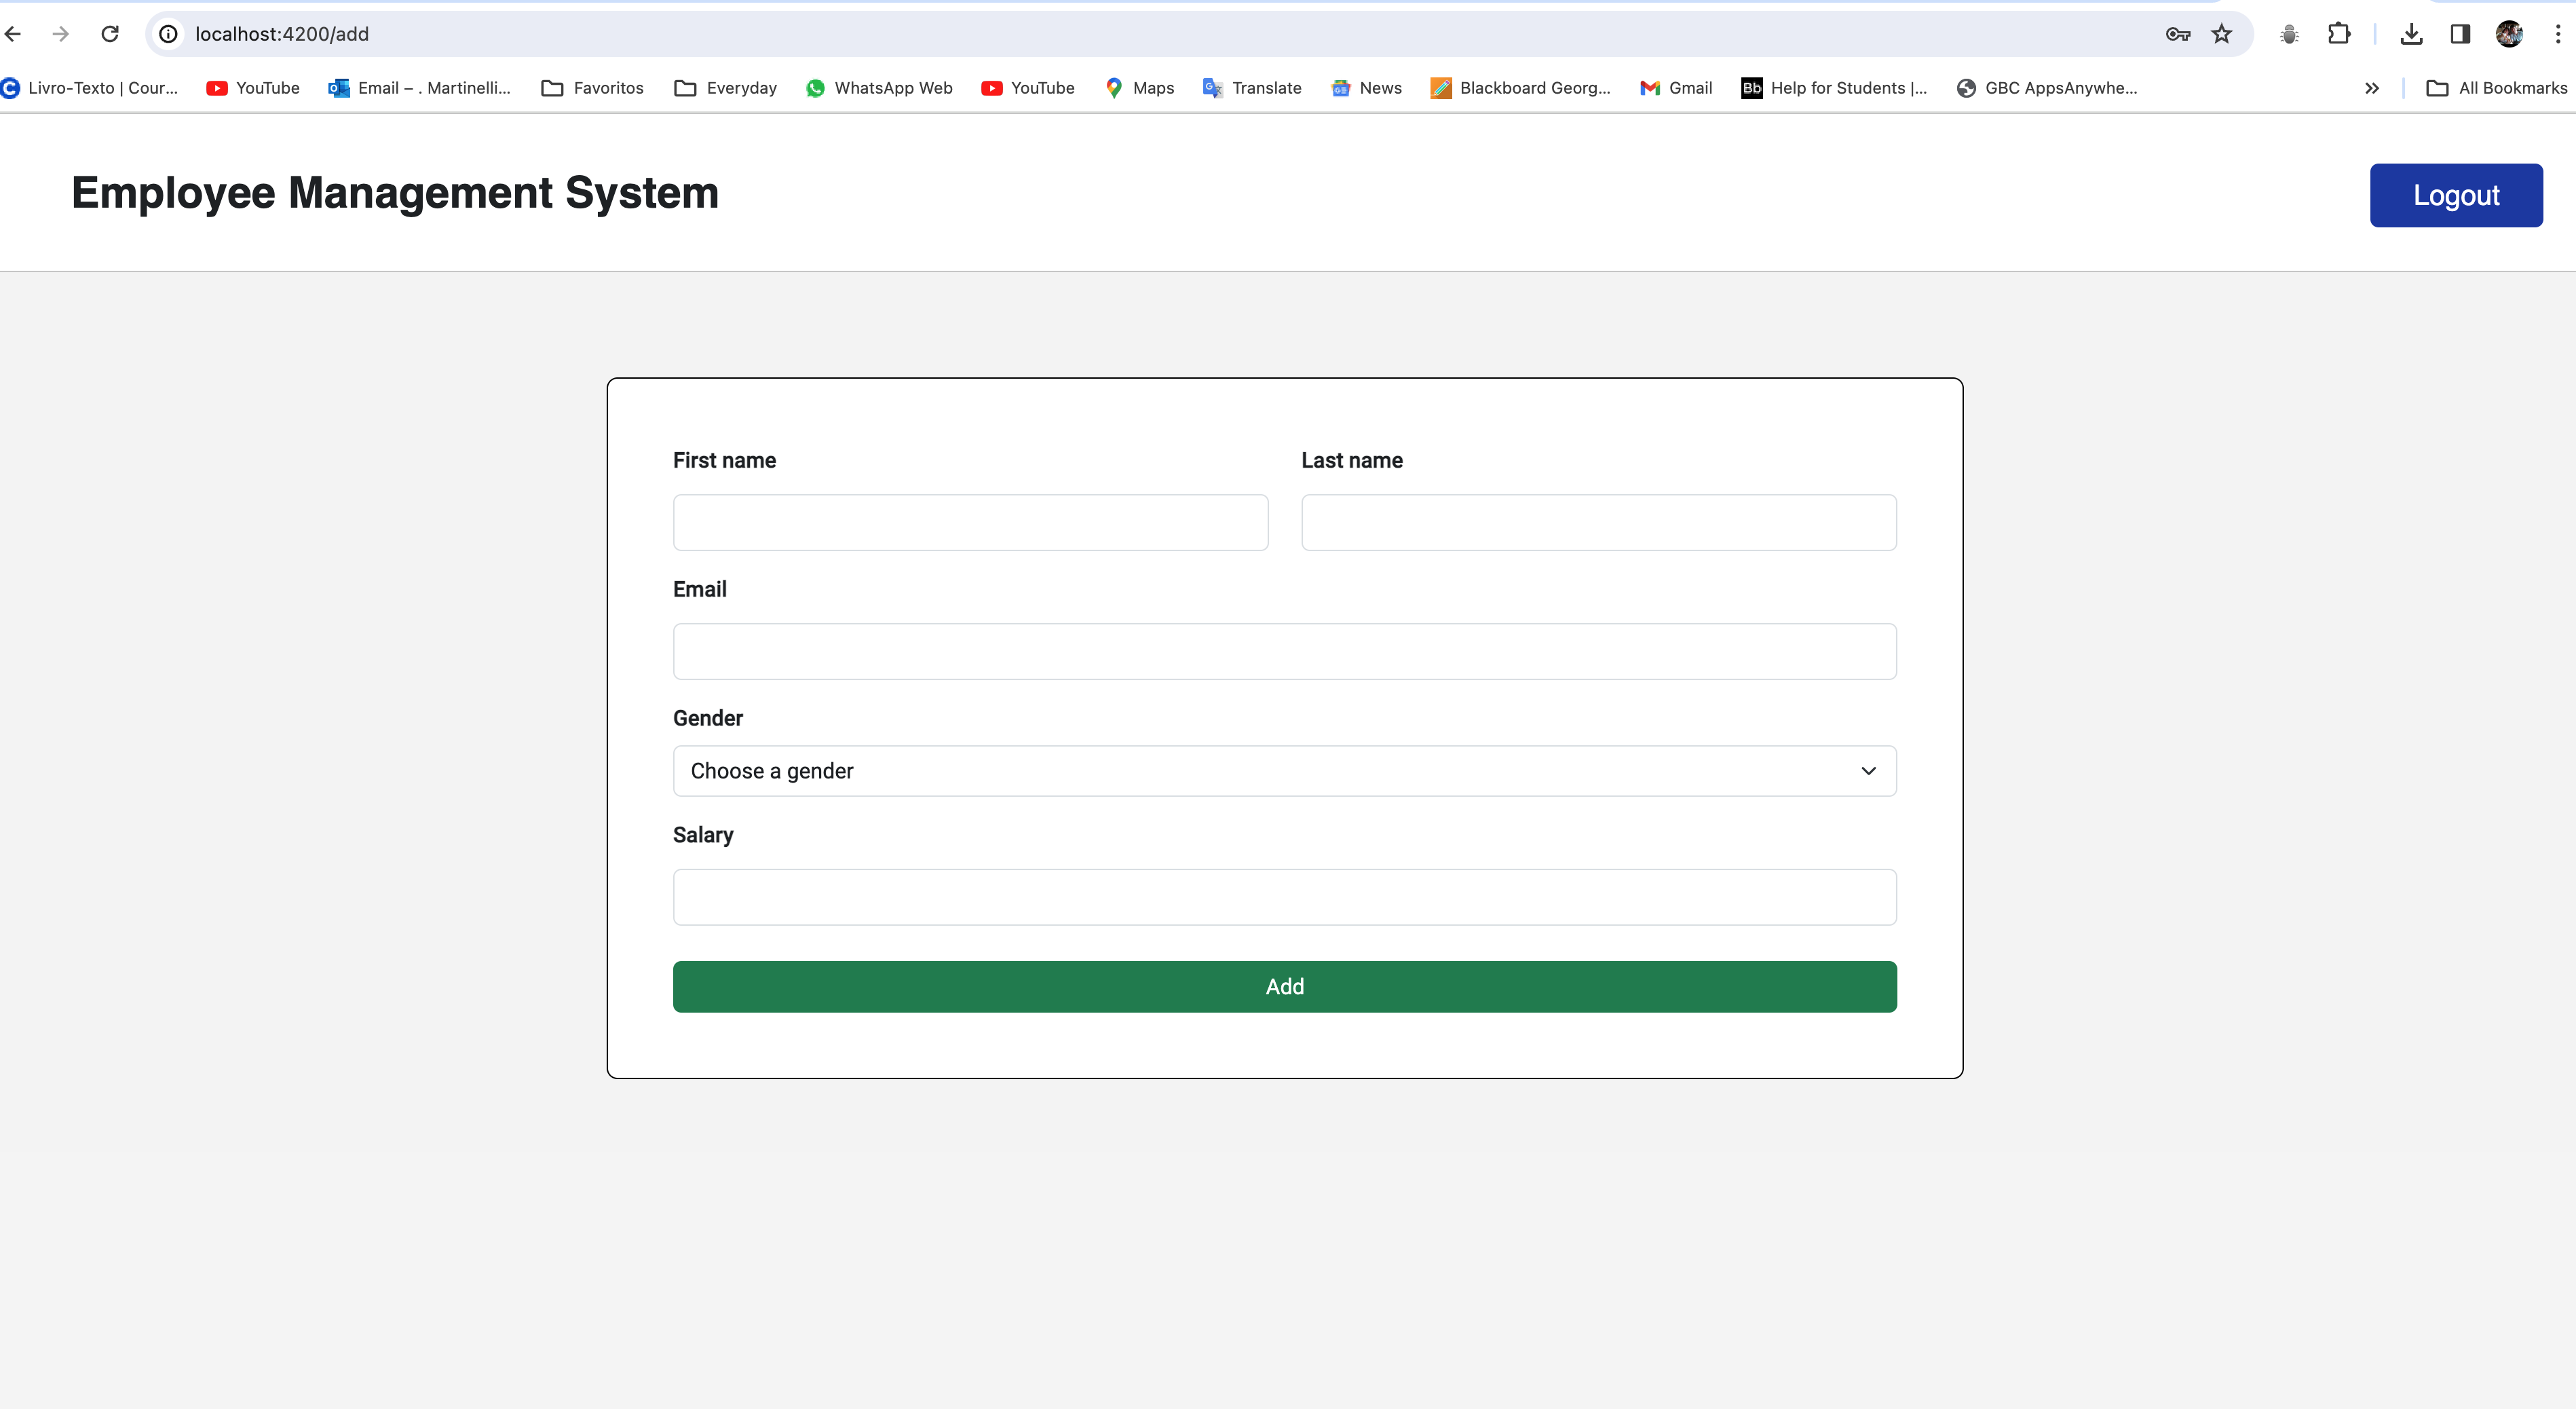 localhost:4200/add
Livro-Texto | Cour... YouTube Email – . Martinelli... Favoritos Everyday WhatsApp Web YouTube Maps Translate News Blackboard Georg... Gmail Bb Help for Students |... GBC AppsAnywhe... All Bookmarks
Employee Management System Logout
First name Last name
Email
Gender
Choose a gender
Salary
Add